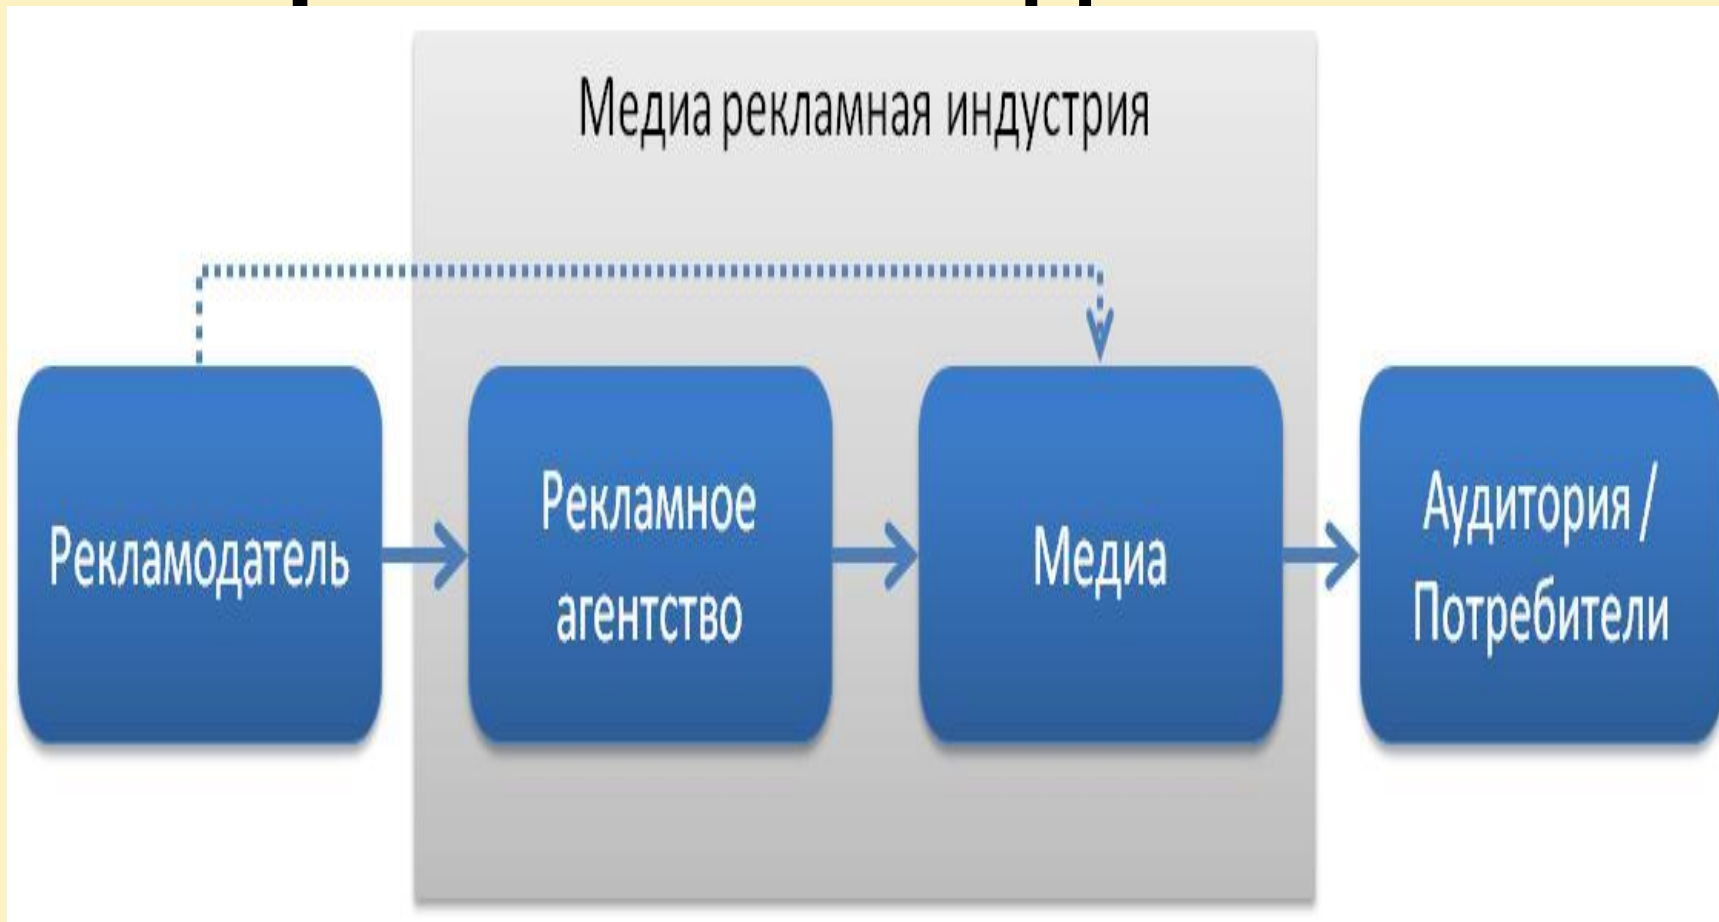 Медиа рекламная индустрия
Рекламодатель
Рекламное
агентство
Медиа
Аудитория /
Потребители